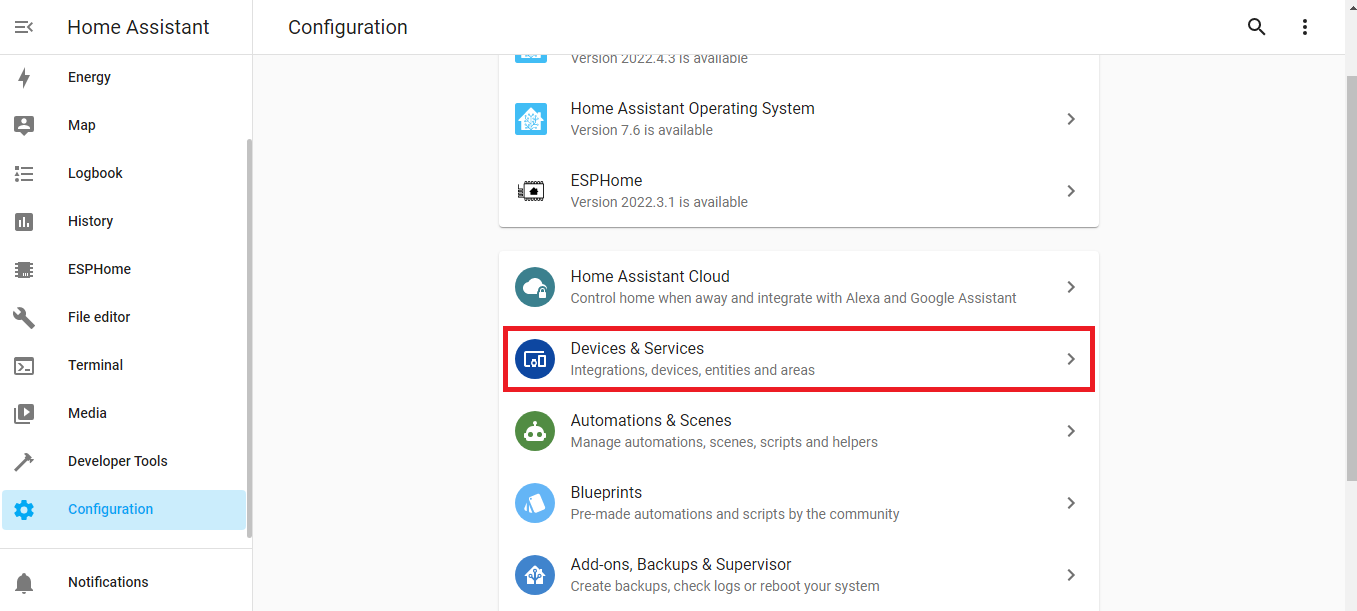 Home Assistant
Energy
Map
Logbook
History
ESPHome
File editor
Terminal
Media
Developer Tools
Configuration
Notifications
Configuration
Version 2022.4.3 is available
Home Assistant Operating System
Version 7.6 is available
ESPHome
Version 2022.3.1 is available
Home Assistant Cloud
Control home when away and integrate with Alexa and Google Assistant
Devices & Services
Integrations, devices, entities and areas
Automations & Scenes
Manage automations, scenes, scripts and helpers
Blueprints
Pre-made automations and scripts by the community
Add-ons, Backups & Supervisor
Create backups, check logs or reboot your system